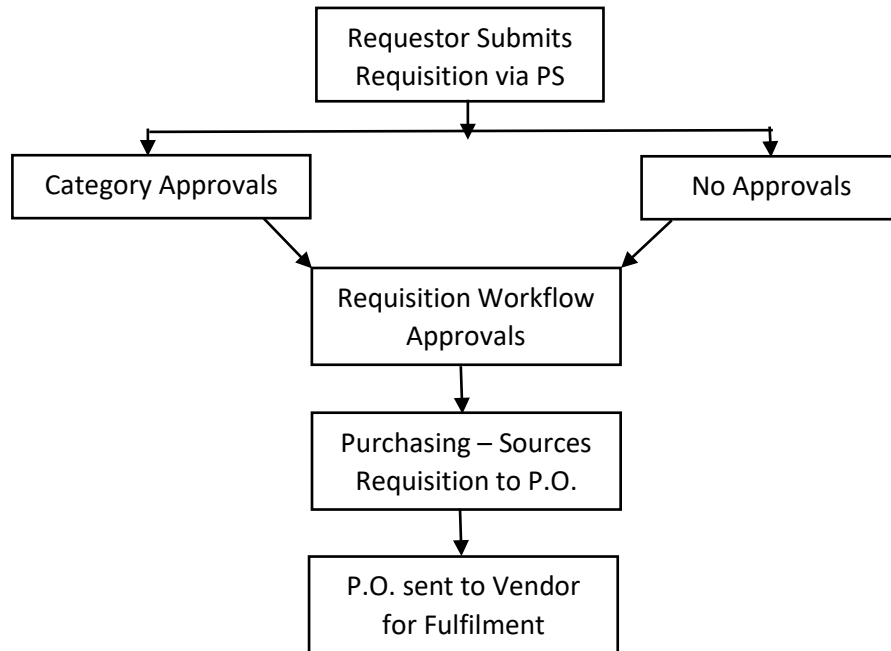 Requestor Submits
Requisition via PS
Category Approvals
No Approvals
Requisition Workflow
Approvals
Purchasing – Sources
Requisition to P.O.
P.O. sent to Vendor
for Fulfilment